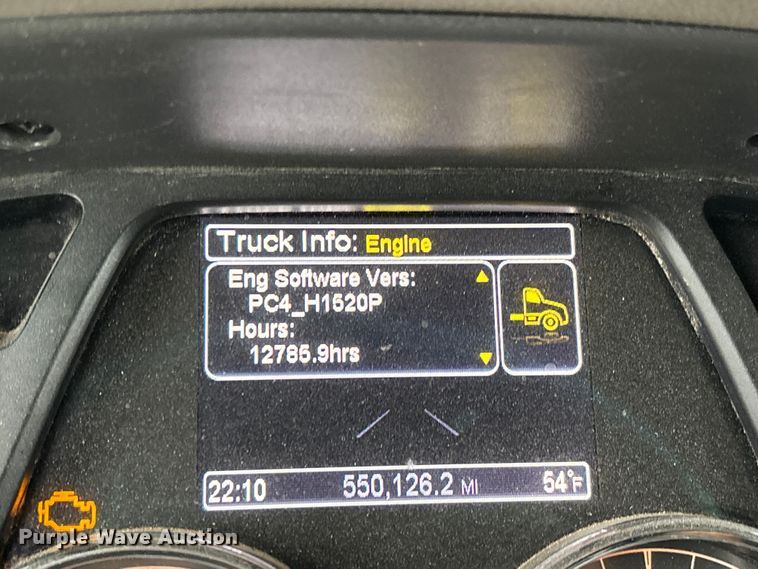 Truck Info: Engine
Eng Software Vers:
PC4_H1520P
Hours:
12785.9hrs
22:10 550,126.2 MI 54°F
Purple Wave Auction